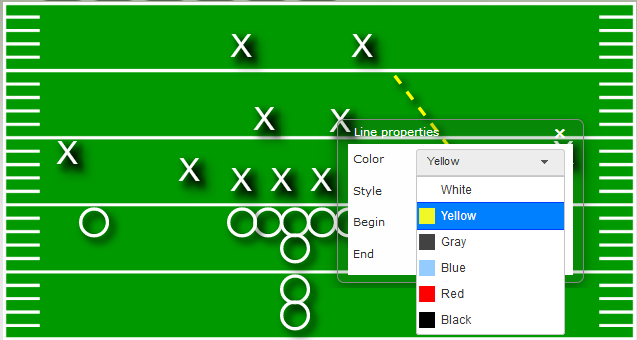 Line properties
Color Yellow
Style
Begin
End
White
Yellow
Gray
Blue
Red
Black